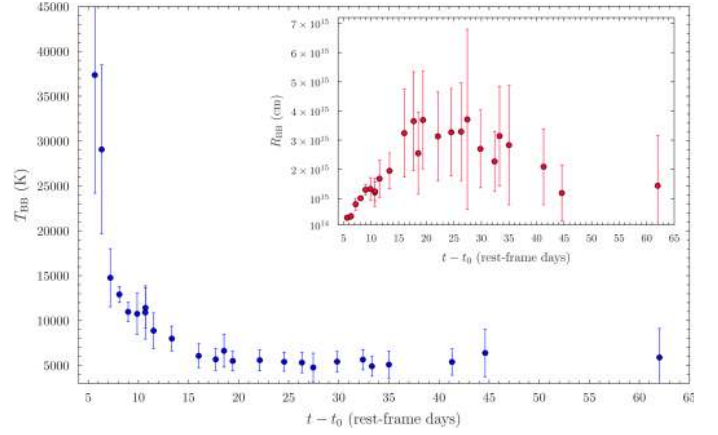 45000
40000
35000
30000
25000
20000
15000
10000
5000
T_BB (K)
5 10 15 20 25 30 35 40 45 50 55 60 65
t − t_0 (rest-frame days)
7 × 10^15
6 × 10^15
5 × 10^15
4 × 10^15
3 × 10^15
2 × 10^15
10^15
10^14
R_BB (cm)
5 10 15 20 25 30 35 40 45 50 55 60 65
t − t_0 (rest-frame days)